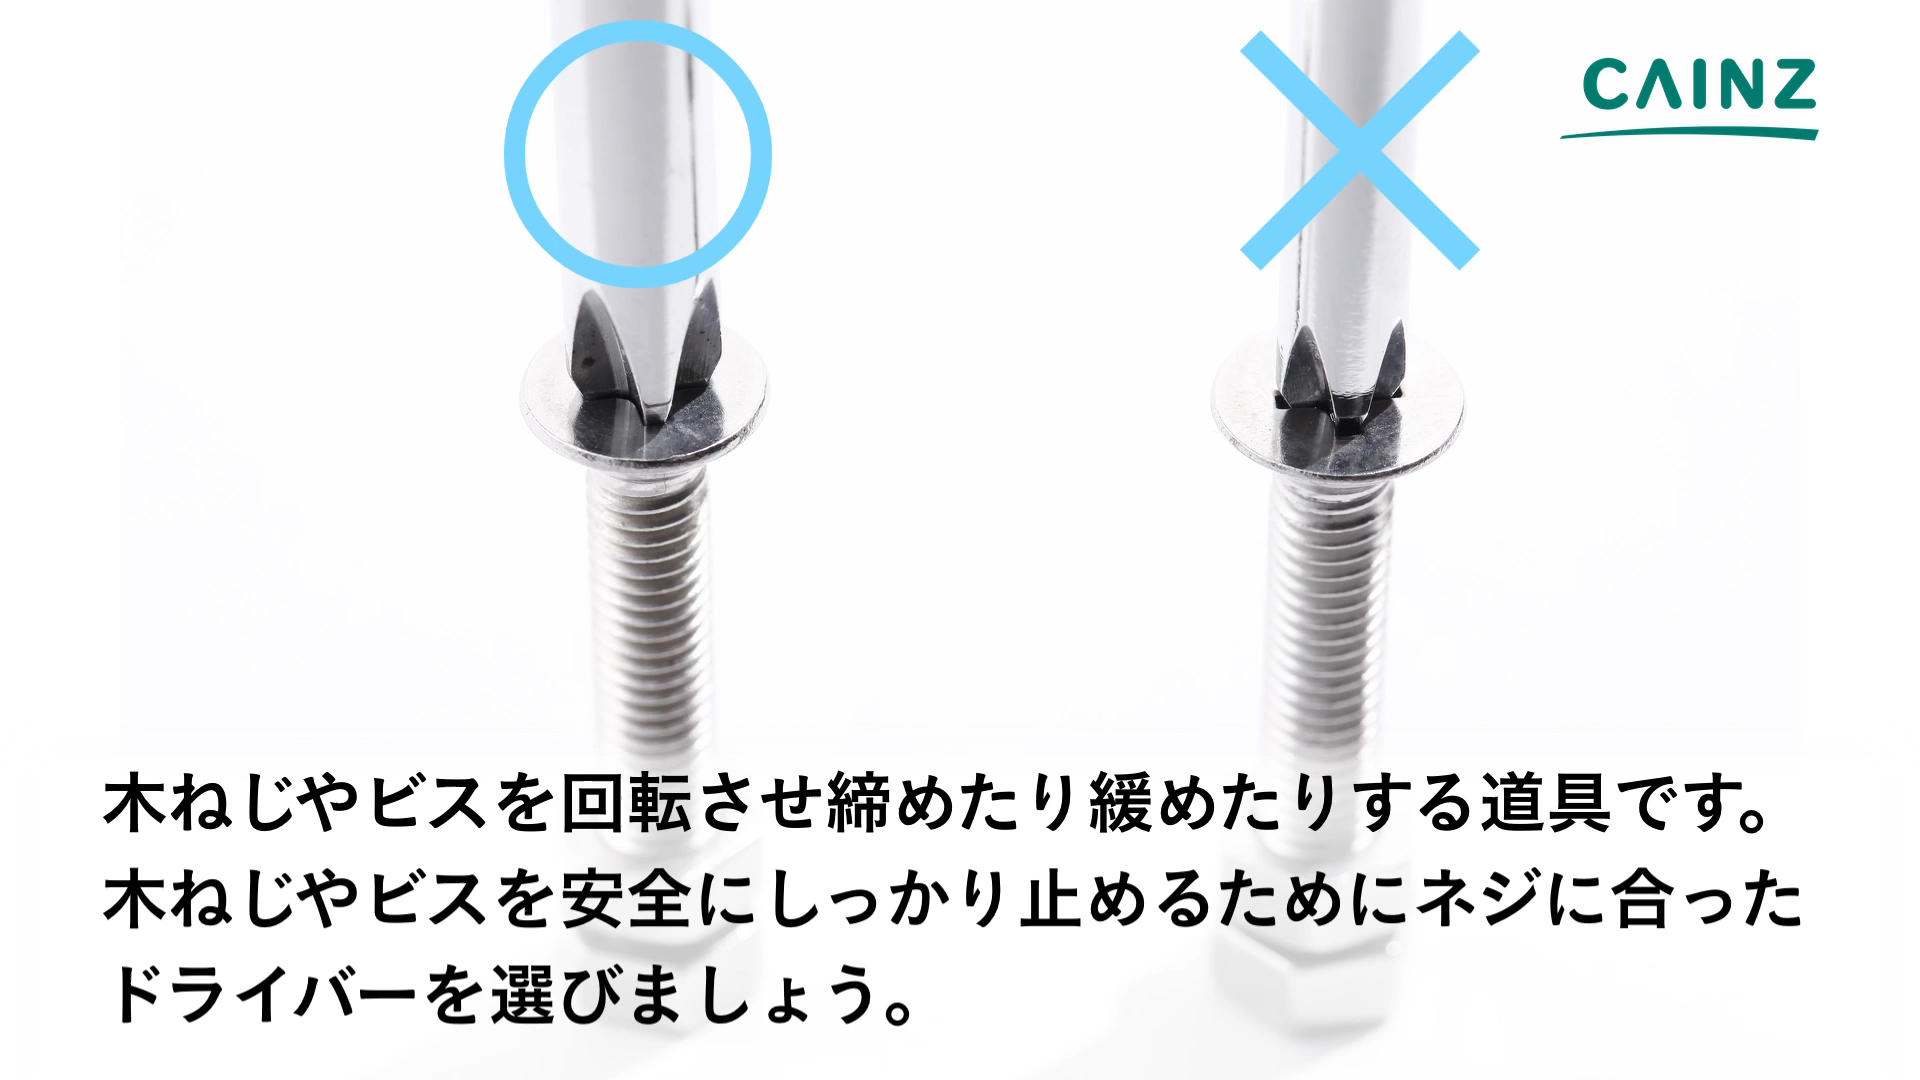 CAINZ
木ねじやビスを回転させ締めたり緩めたりする道具です。
木ねじやビスを安全にしっかり止めるためにネジに合った
ドライバーを選びましょう。